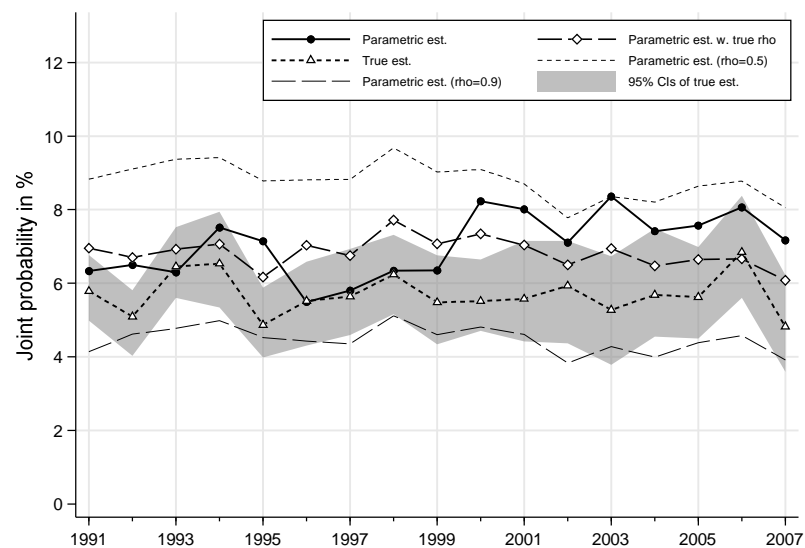 Parametric est.
Parametric est. w. true rho
True est.
Parametric est. (rho=0.5)
Parametric est. (rho=0.9)
95% CIs of true est.
Joint probability in %
12
10
8
6
4
2
0
1991 1993 1995 1997 1999 2001 2003 2005 2007